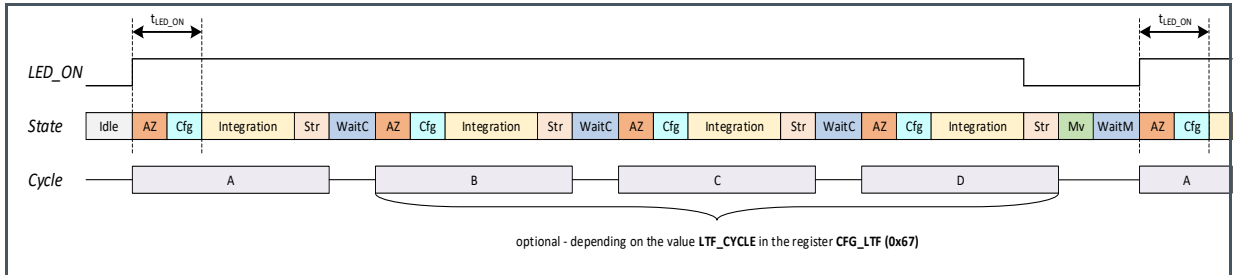 tLED_ON tLED_ON
LED_ON
State Idle AZ Cfg Integration Str WaitC AZ Cfg Integration Str WaitC AZ Cfg Integration Str WaitC AZ Cfg Integration Str Mv WaitM AZ Cfg
Cycle A B C D A
optional - depending on the value LTF_CYCLE in the register CFG_LTF (0x67)